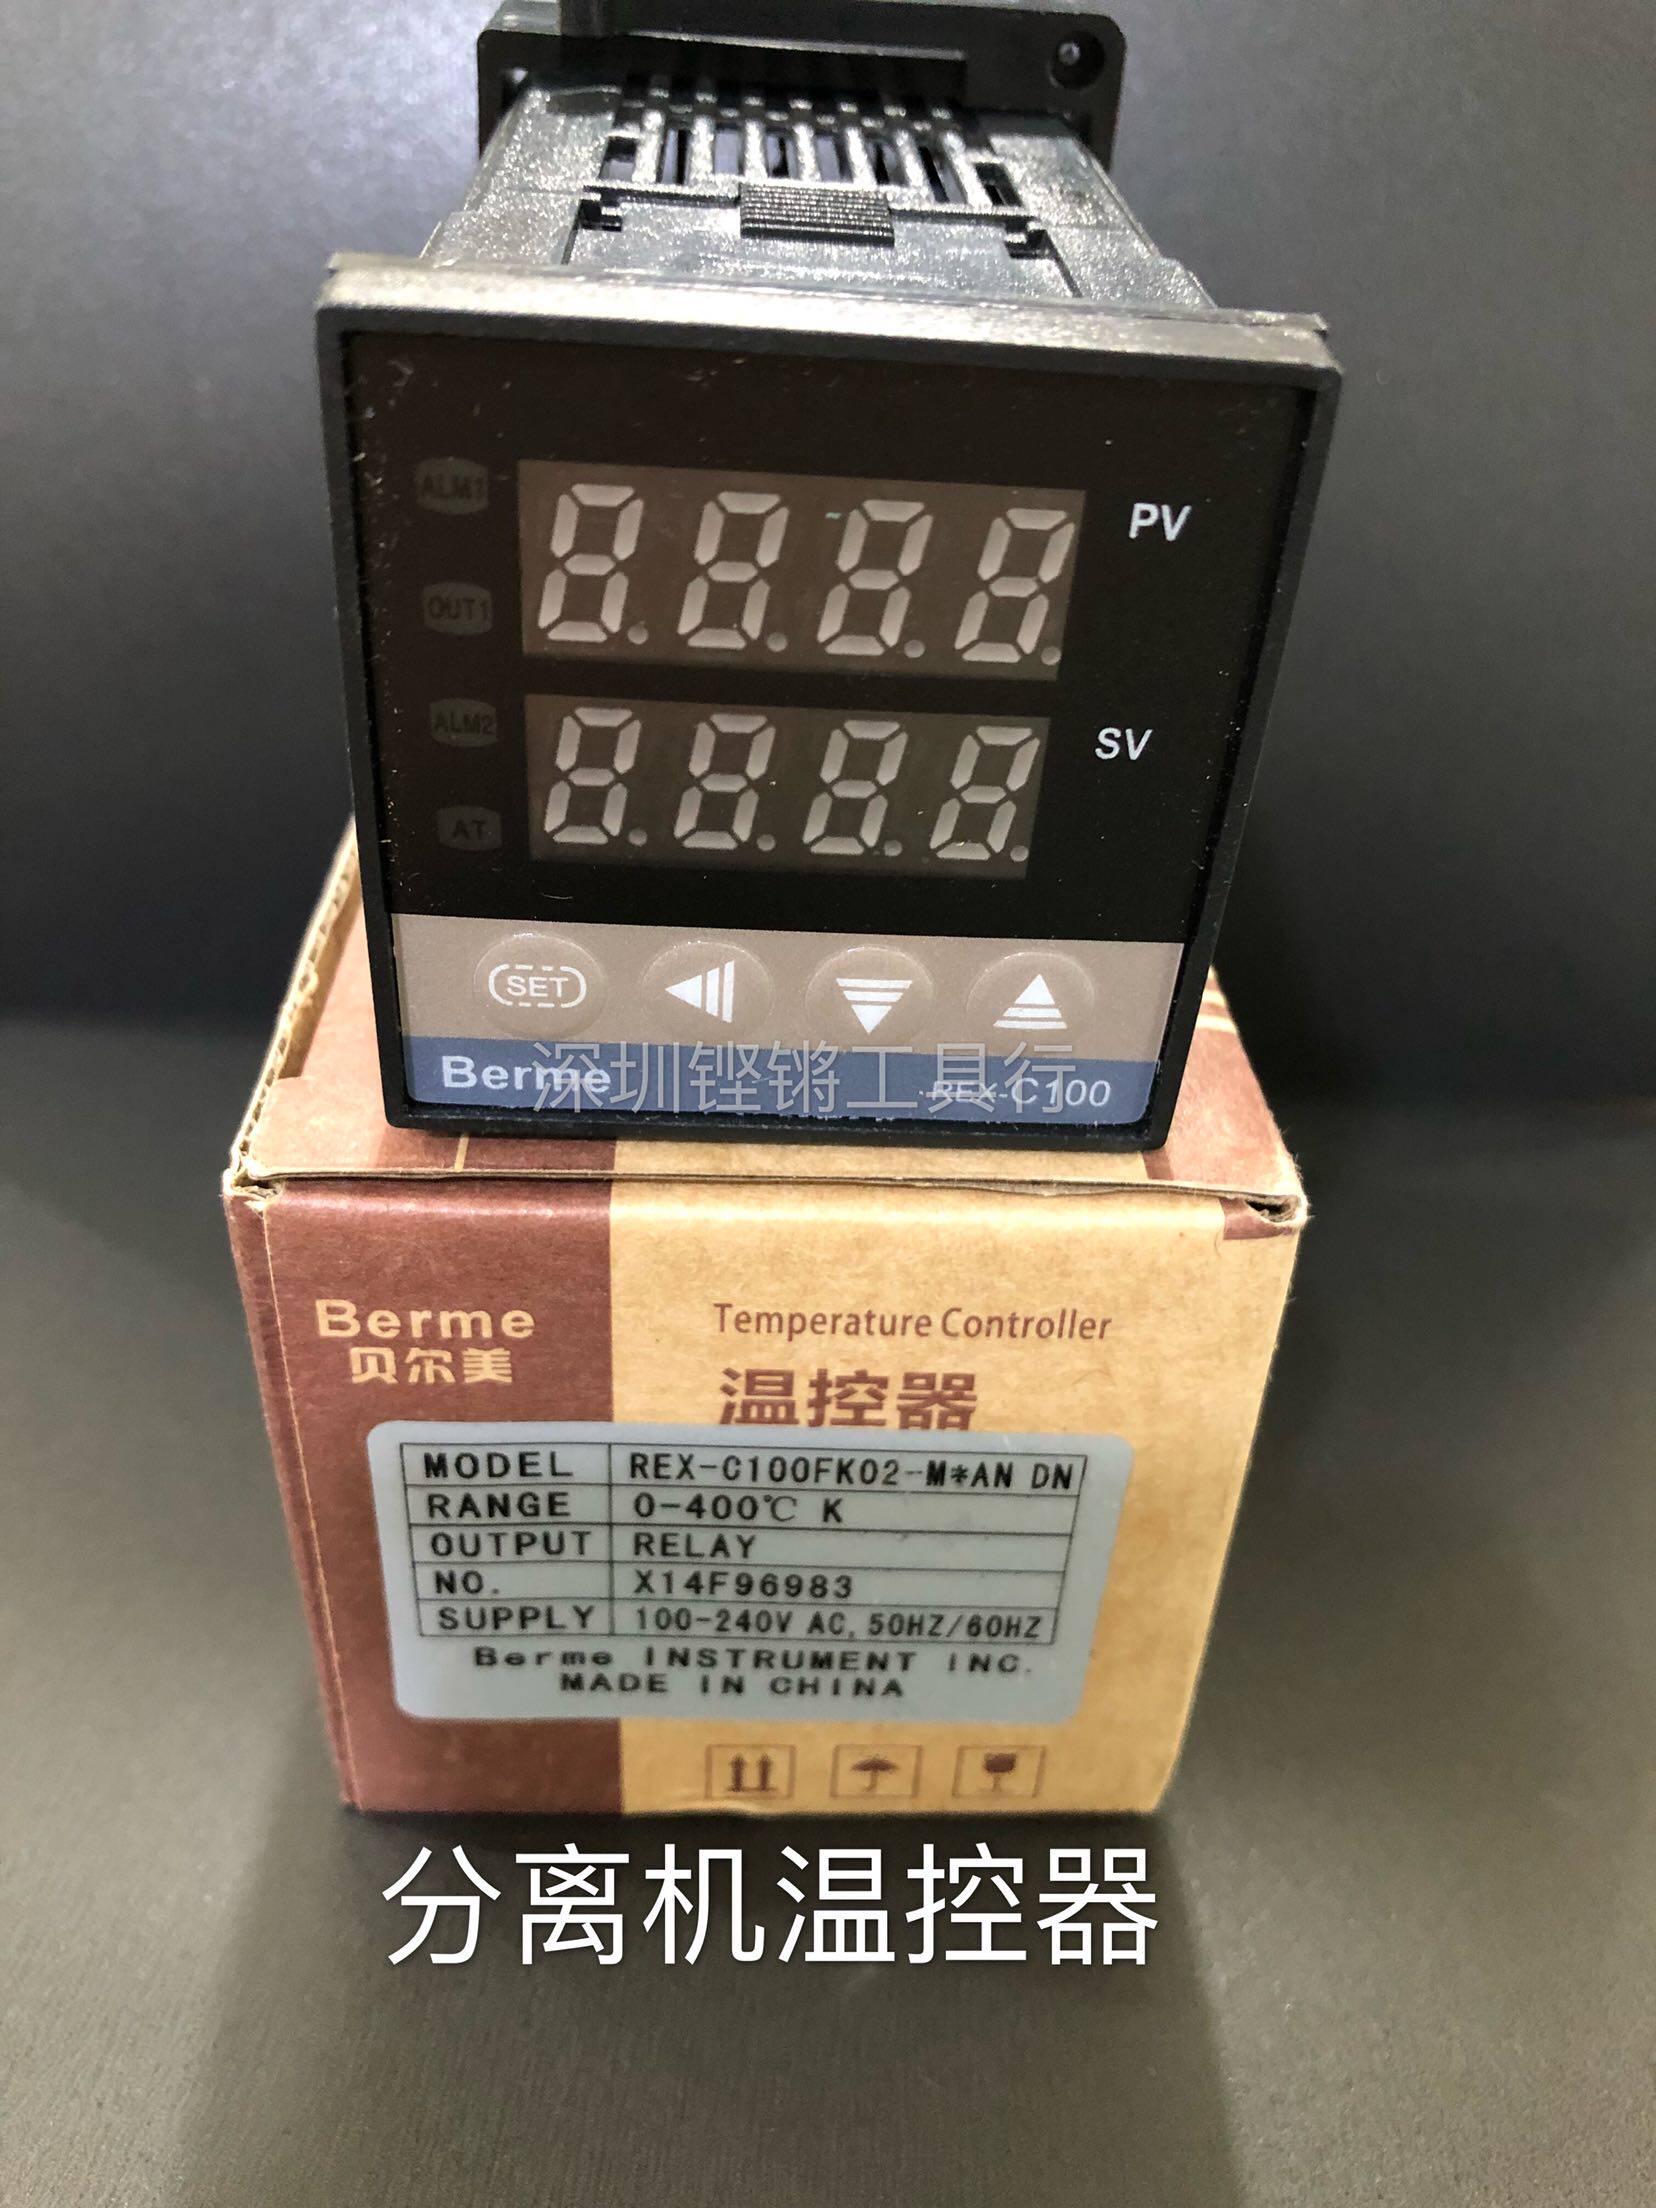 ALM1
PV
OUT1
ALM2
SV
AT
SET
Berme
REX-C100
深圳铿锵工具行
Berme
贝尔美
Temperature Controller
温控器
MODEL REX-C100FK02-M*AN DN
RANGE 0-400℃ K
OUTPUT RELAY
NO. X14F96983
SUPPLY 100-240V AC, 50HZ/60HZ
Berme INSTRUMENT INC.
MADE IN CHINA
分离机温控器